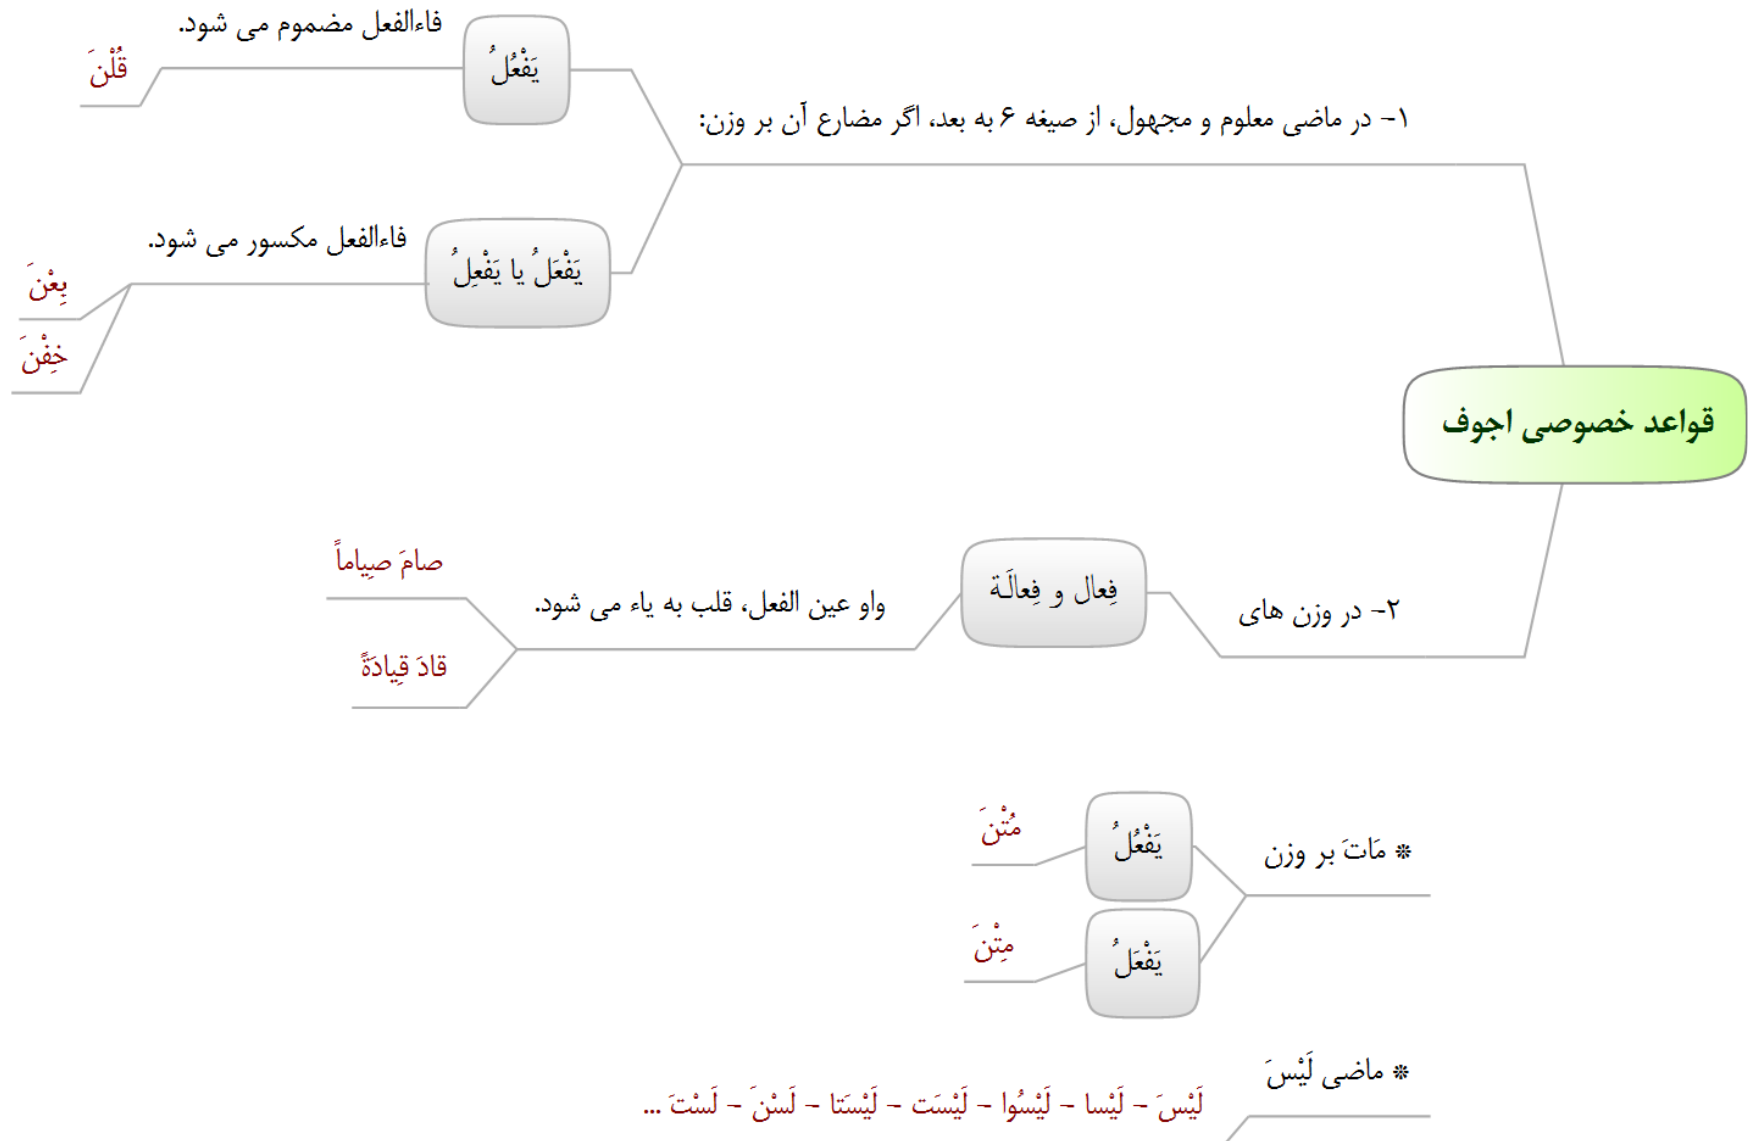 قواعد خصوصی اجوف
۱- در ماضی معلوم و مجهول، از صیغه ۶ به بعد، اگر مضارع آن بر وزن:
یَفْعُلُ
فاءالفعل مضموم می شود.
قُلْنَ
یَفْعَلُ یا یَفْعِلُ
فاءالفعل مکسور می شود.
بِعْنَ
خِفْنَ
۲- در وزن های
فِعال و فِعالَة
واو عین الفعل، قلب به یاء می شود.
صامَ صِیاماً
قادَ قِیادَةً
* مَاتَ بر وزن
یَفْعُلُ
مُتْنَ
یَفْعَلُ
مِتْنَ
* ماضی لَیْسَ
لَیْسَ - لَیْسا - لَیْسُوا - لَیْسَت - لَیْسَتا - لَسْنَ - لَسْتَ ...